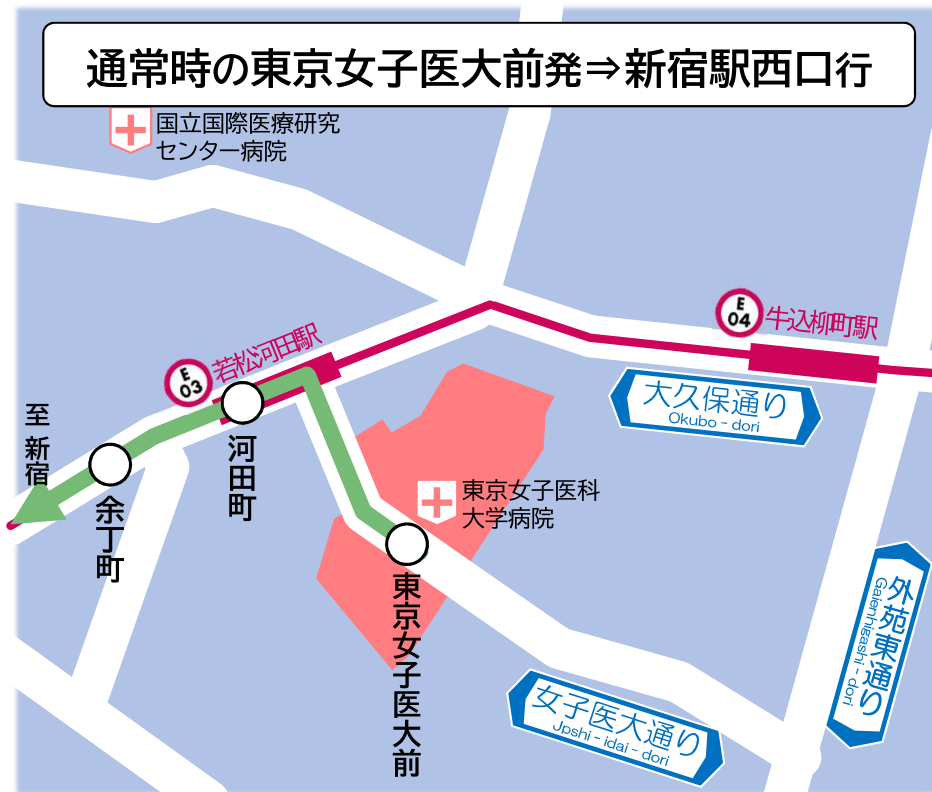 通常時の東京女子医大前発⇒新宿駅西口行
国立国際医療研究
センター病院
E
04
牛込柳町駅
若松河田駅
E
03
大久保通り
Okubo - dori
至 新宿
河田町
余丁町
東京女子医科
大学病院
東京女子医大前
外苑東通り
Gaienhigashi - dori
女子医大通り
Jpshi - idai - dori